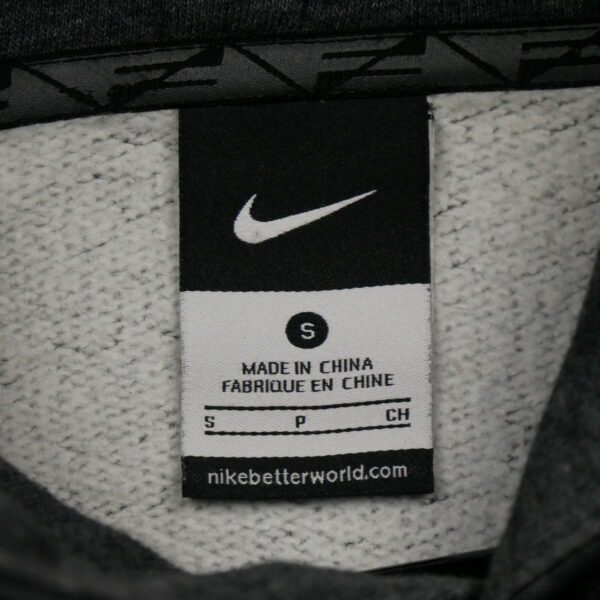 S
MADE IN CHINA
FABRIQUE EN CHINE
S P CH
nikebetterworld.com